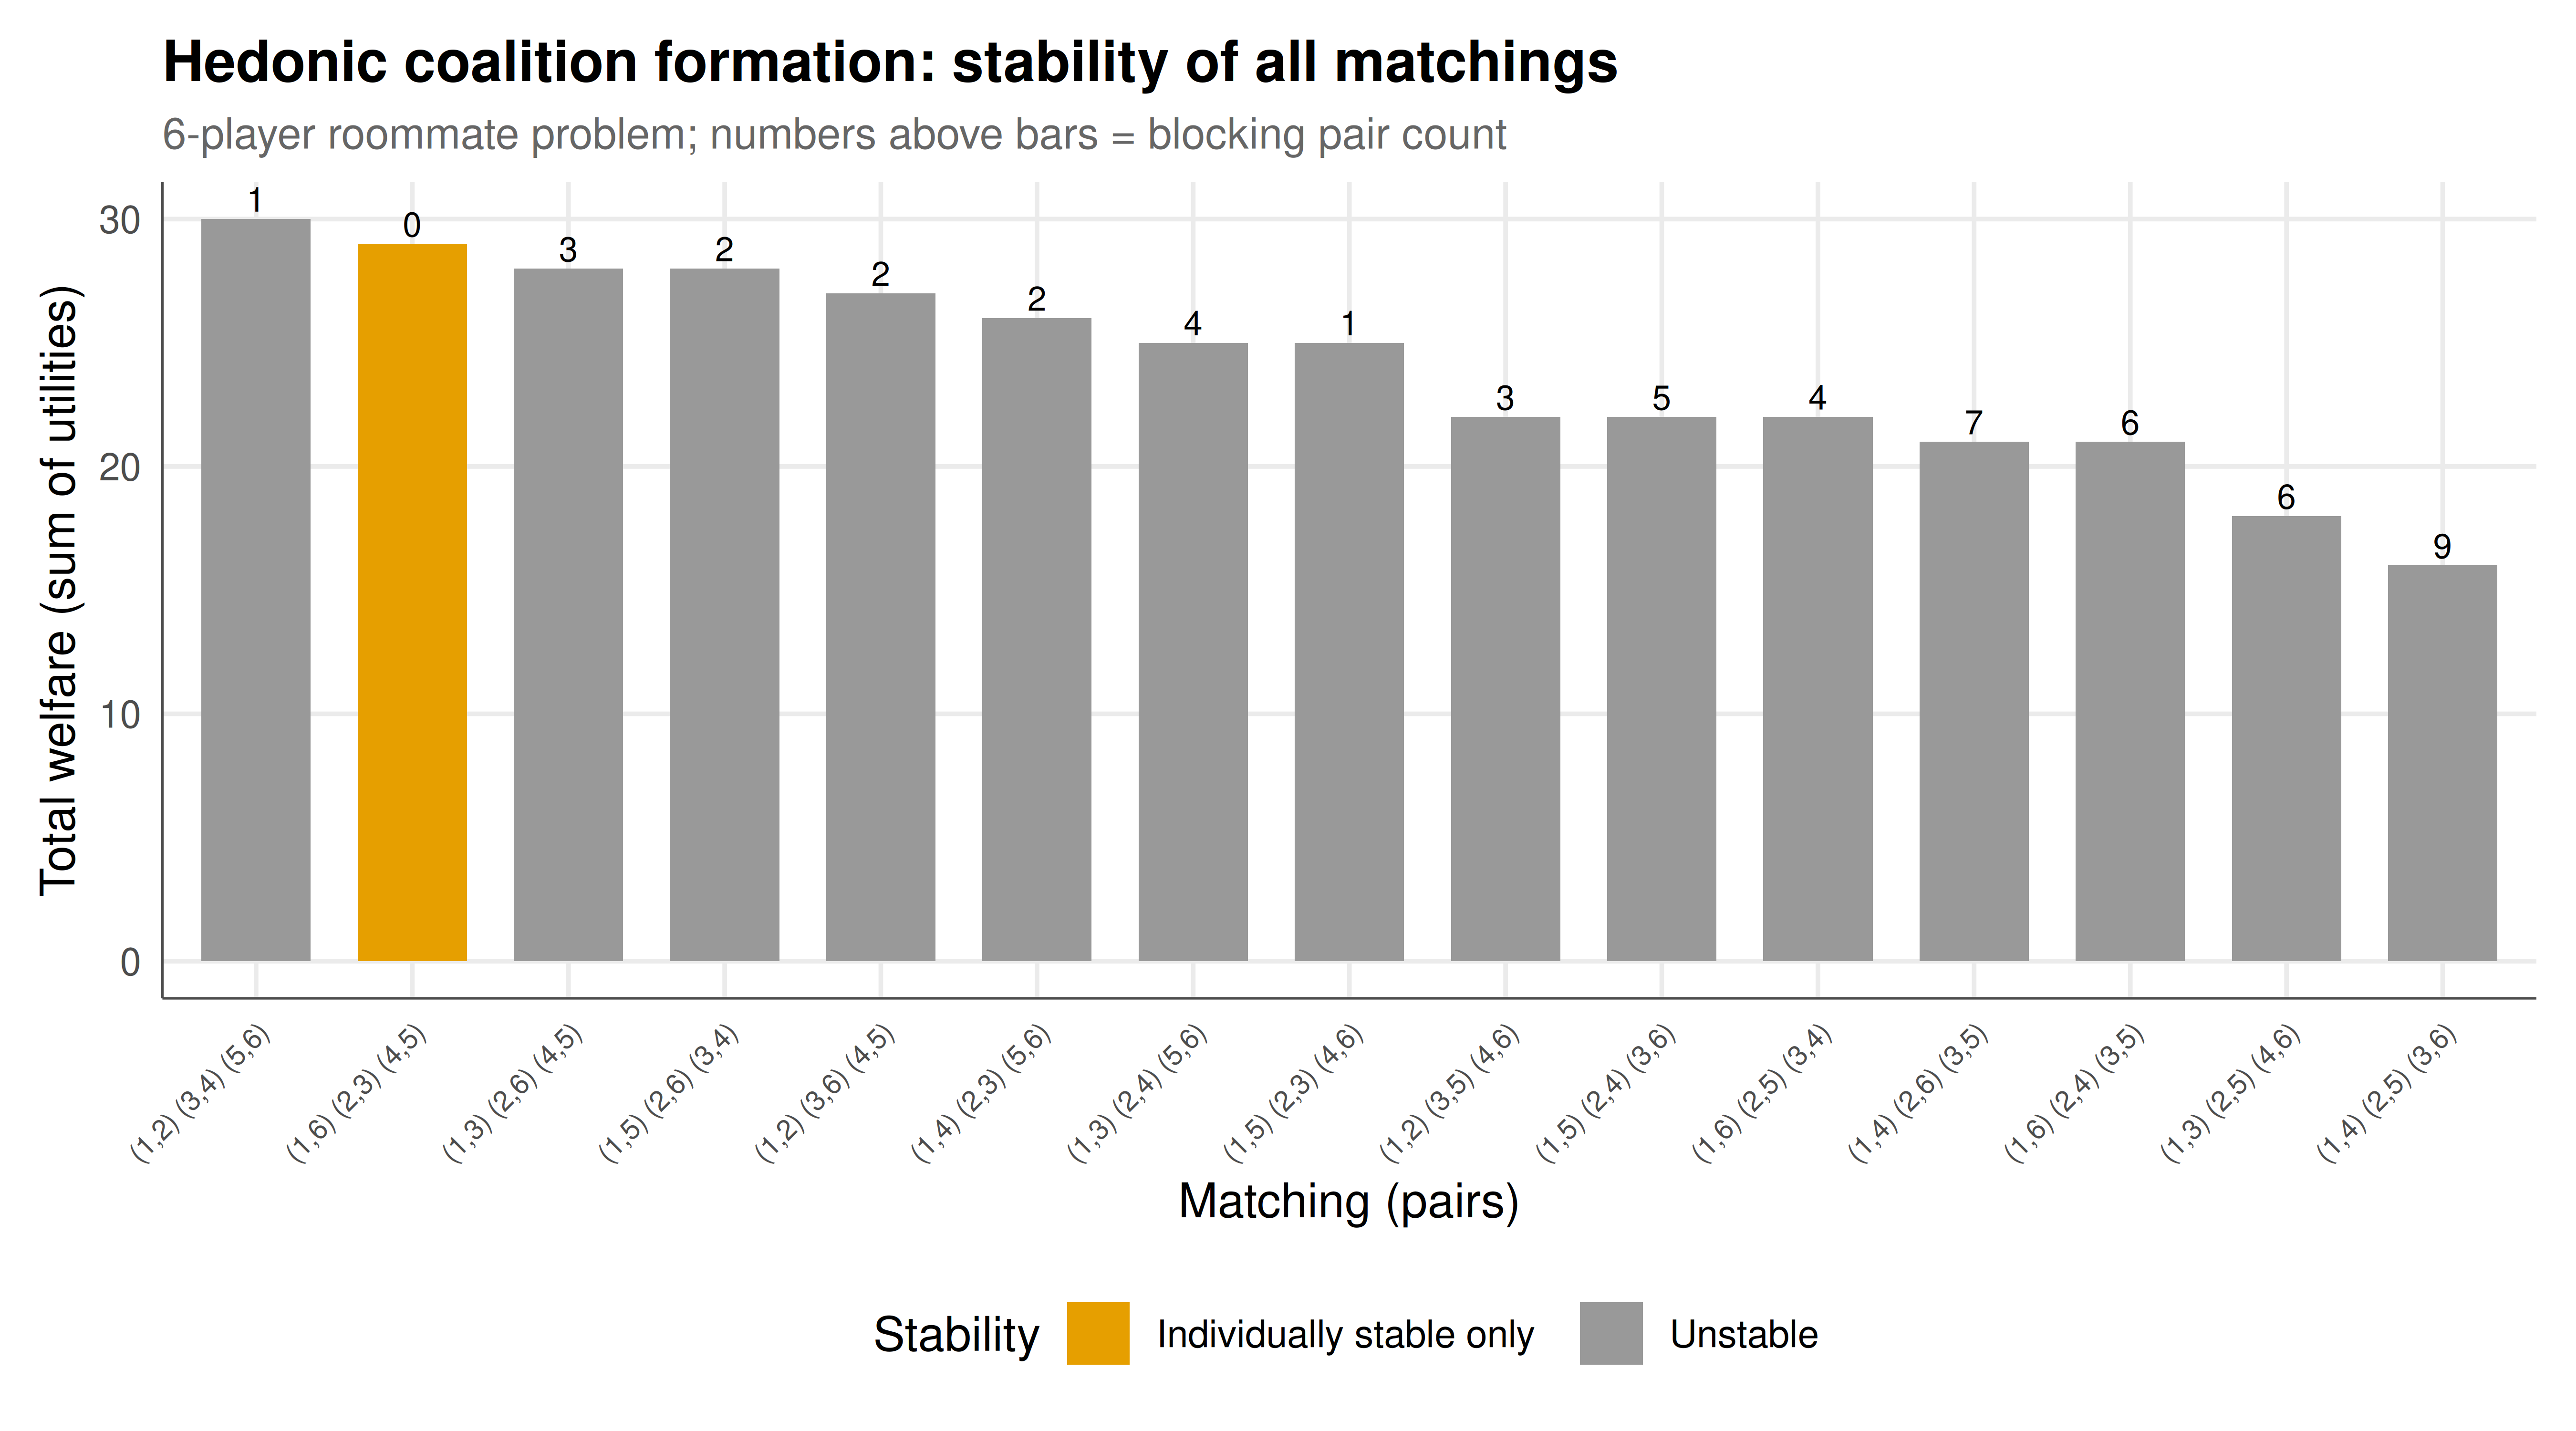 Hedonic coalition formation: stability of all matchings
6-player roommate problem; numbers above bars = blocking pair count
Total welfare (sum of utilities)
30
20
10
0
1
0
3
2
2
2
4
1
3
5
4
7
6
6
9
(1,2) (3,4) (5,6)
(1,6) (2,3) (4,5)
(1,3) (2,6) (4,5)
(1,5) (2,6) (3,4)
(1,2) (3,6) (4,5)
(1,4) (2,3) (5,6)
(1,3) (2,4) (5,6)
(1,5) (2,3) (4,6)
(1,2) (3,5) (4,6)
(1,5) (2,4) (3,6)
(1,6) (2,5) (3,4)
(1,4) (2,6) (3,5)
(1,6) (2,4) (3,5)
(1,3) (2,5) (4,6)
(1,4) (2,5) (3,6)
Matching (pairs)
Stability
Individually stable only
Unstable